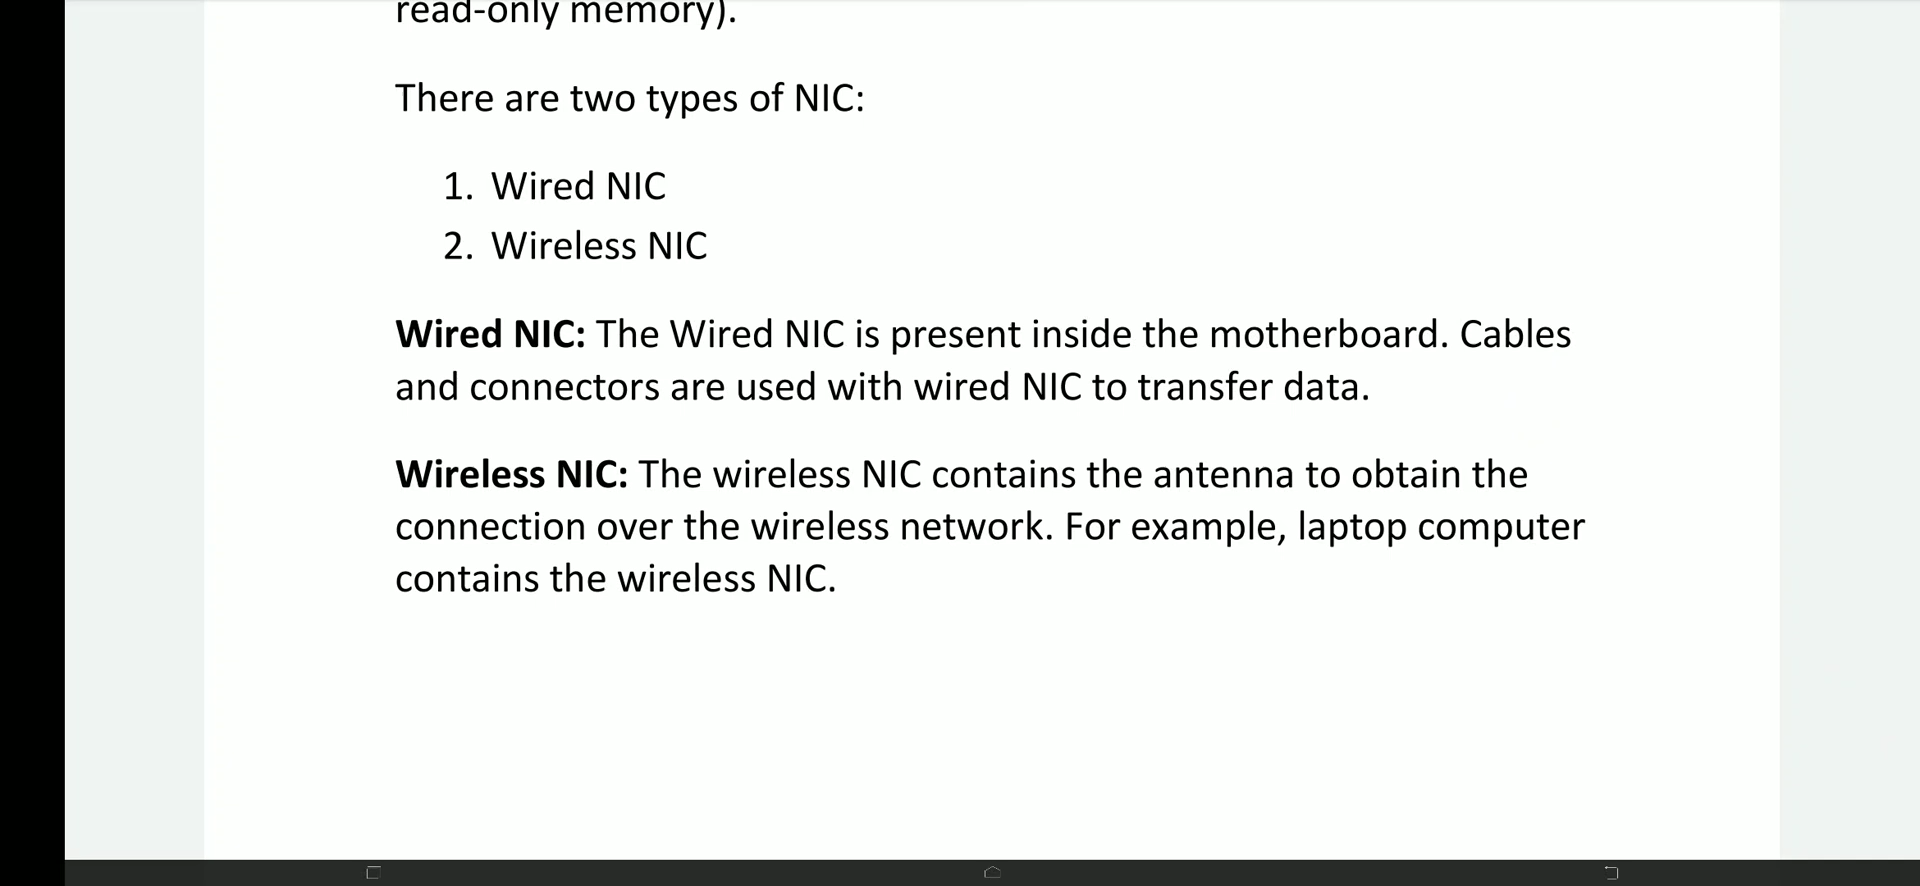 read-only memory).
There are two types of NIC:
1. Wired NIC
2. Wireless NIC
Wired NIC: The Wired NIC is present inside the motherboard. Cables
and connectors are used with wired NIC to transfer data.
Wireless NIC: The wireless NIC contains the antenna to obtain the
connection over the wireless network. For example, laptop computer
contains the wireless NIC.